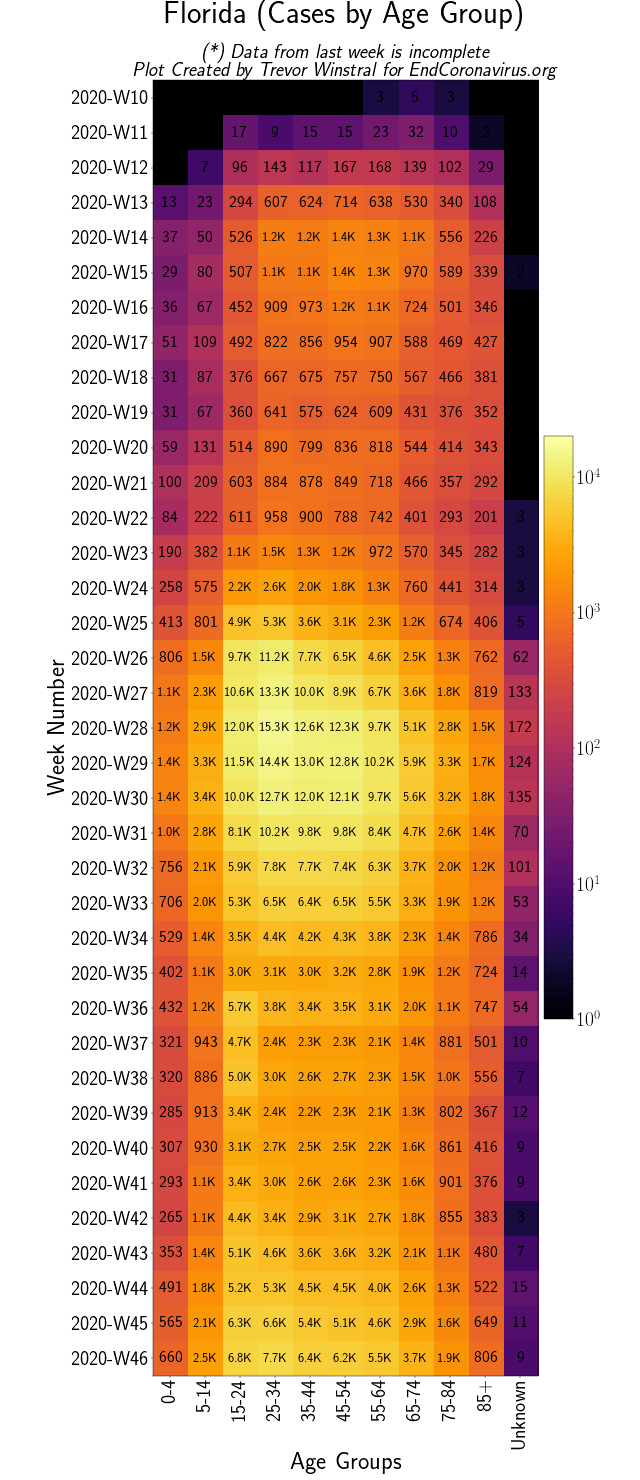 Florida (Cases by Age Group)
(*) Data from last week is incomplete
Plot Created by Trevor Winstral for EndCoronavirus.org
2020-W10 3 5 3
2020-W11 17 9 15 15 23 32 10 2
2020-W12 7 96 143 117 167 168 139 102 29
2020-W13 13 23 294 607 624 714 638 530 340 108
2020-W14 37 50 526 1.2K 1.2K 1.4K 1.3K 1.1K 556 226
2020-W15 29 80 507 1.1K 1.1K 1.4K 1.3K 970 589 339 2
2020-W16 36 67 452 909 973 1.2K 1.1K 724 501 346
2020-W17 51 109 492 822 856 954 907 588 469 427
2020-W18 31 87 376 667 675 757 750 567 466 381
2020-W19 31 67 360 641 575 624 609 431 376 352
2020-W20 59 131 514 890 799 836 818 544 414 343
2020-W21 100 209 603 884 878 849 718 466 357 292
2020-W22 84 222 611 958 900 788 742 401 293 201 3
2020-W23 190 382 1.1K 1.5K 1.3K 1.2K 972 570 345 282 3
2020-W24 258 575 2.2K 2.6K 2.0K 1.8K 1.3K 760 441 314 3
2020-W25 413 801 4.9K 5.3K 3.6K 3.1K 2.3K 1.2K 674 406 5
2020-W26 806 1.5K 9.7K 11.2K 7.7K 6.5K 4.6K 2.5K 1.3K 762 62
2020-W27 1.1K 2.3K 10.6K 13.3K 10.0K 8.9K 6.7K 3.6K 1.8K 819 133
2020-W28 1.2K 2.9K 12.0K 15.3K 12.6K 12.3K 9.7K 5.1K 2.8K 1.5K 172
2020-W29 1.4K 3.3K 11.5K 14.4K 13.0K 12.8K 10.2K 5.9K 3.3K 1.7K 124
2020-W30 1.4K 3.4K 10.0K 12.7K 12.0K 12.1K 9.7K 5.6K 3.2K 1.8K 135
2020-W31 1.0K 2.8K 8.1K 10.2K 9.8K 9.8K 8.4K 4.7K 2.6K 1.4K 70
2020-W32 756 2.1K 5.9K 7.8K 7.7K 7.4K 6.3K 3.7K 2.0K 1.2K 101
2020-W33 706 2.0K 5.3K 6.5K 6.4K 6.5K 5.5K 3.3K 1.9K 1.2K 53
2020-W34 529 1.4K 3.5K 4.4K 4.2K 4.3K 3.8K 2.3K 1.4K 786 34
2020-W35 402 1.1K 3.0K 3.1K 3.0K 3.2K 2.8K 1.9K 1.2K 724 14
2020-W36 432 1.2K 5.7K 3.8K 3.4K 3.5K 3.1K 2.0K 1.1K 747 54
2020-W37 321 943 4.7K 2.4K 2.3K 2.3K 2.1K 1.4K 881 501 10
2020-W38 320 886 5.0K 3.0K 2.6K 2.7K 2.3K 1.5K 1.0K 556 7
2020-W39 285 913 3.4K 2.4K 2.2K 2.3K 2.1K 1.3K 802 367 12
2020-W40 307 930 3.1K 2.7K 2.5K 2.5K 2.2K 1.6K 861 416 9
2020-W41 293 1.1K 3.4K 3.0K 2.6K 2.6K 2.3K 1.6K 901 376 9
2020-W42 265 1.1K 4.4K 3.4K 2.9K 3.1K 2.7K 1.8K 855 383 3
2020-W43 353 1.4K 5.1K 4.6K 3.6K 3.6K 3.2K 2.1K 1.1K 480 7
2020-W44 491 1.8K 5.2K 5.3K 4.5K 4.5K 4.0K 2.6K 1.3K 522 15
2020-W45 565 2.1K 6.3K 6.6K 5.4K 5.1K 4.6K 2.9K 1.6K 649 11
2020-W46 660 2.5K 6.8K 7.7K 6.4K 6.2K 5.5K 3.7K 1.9K 806 9
0-4 5-14 15-24 25-34 35-44 45-54 55-64 65-74 75-84 85+ Unknown
Age Groups
Week Number
10⁴
10³
10²
10¹
10⁰